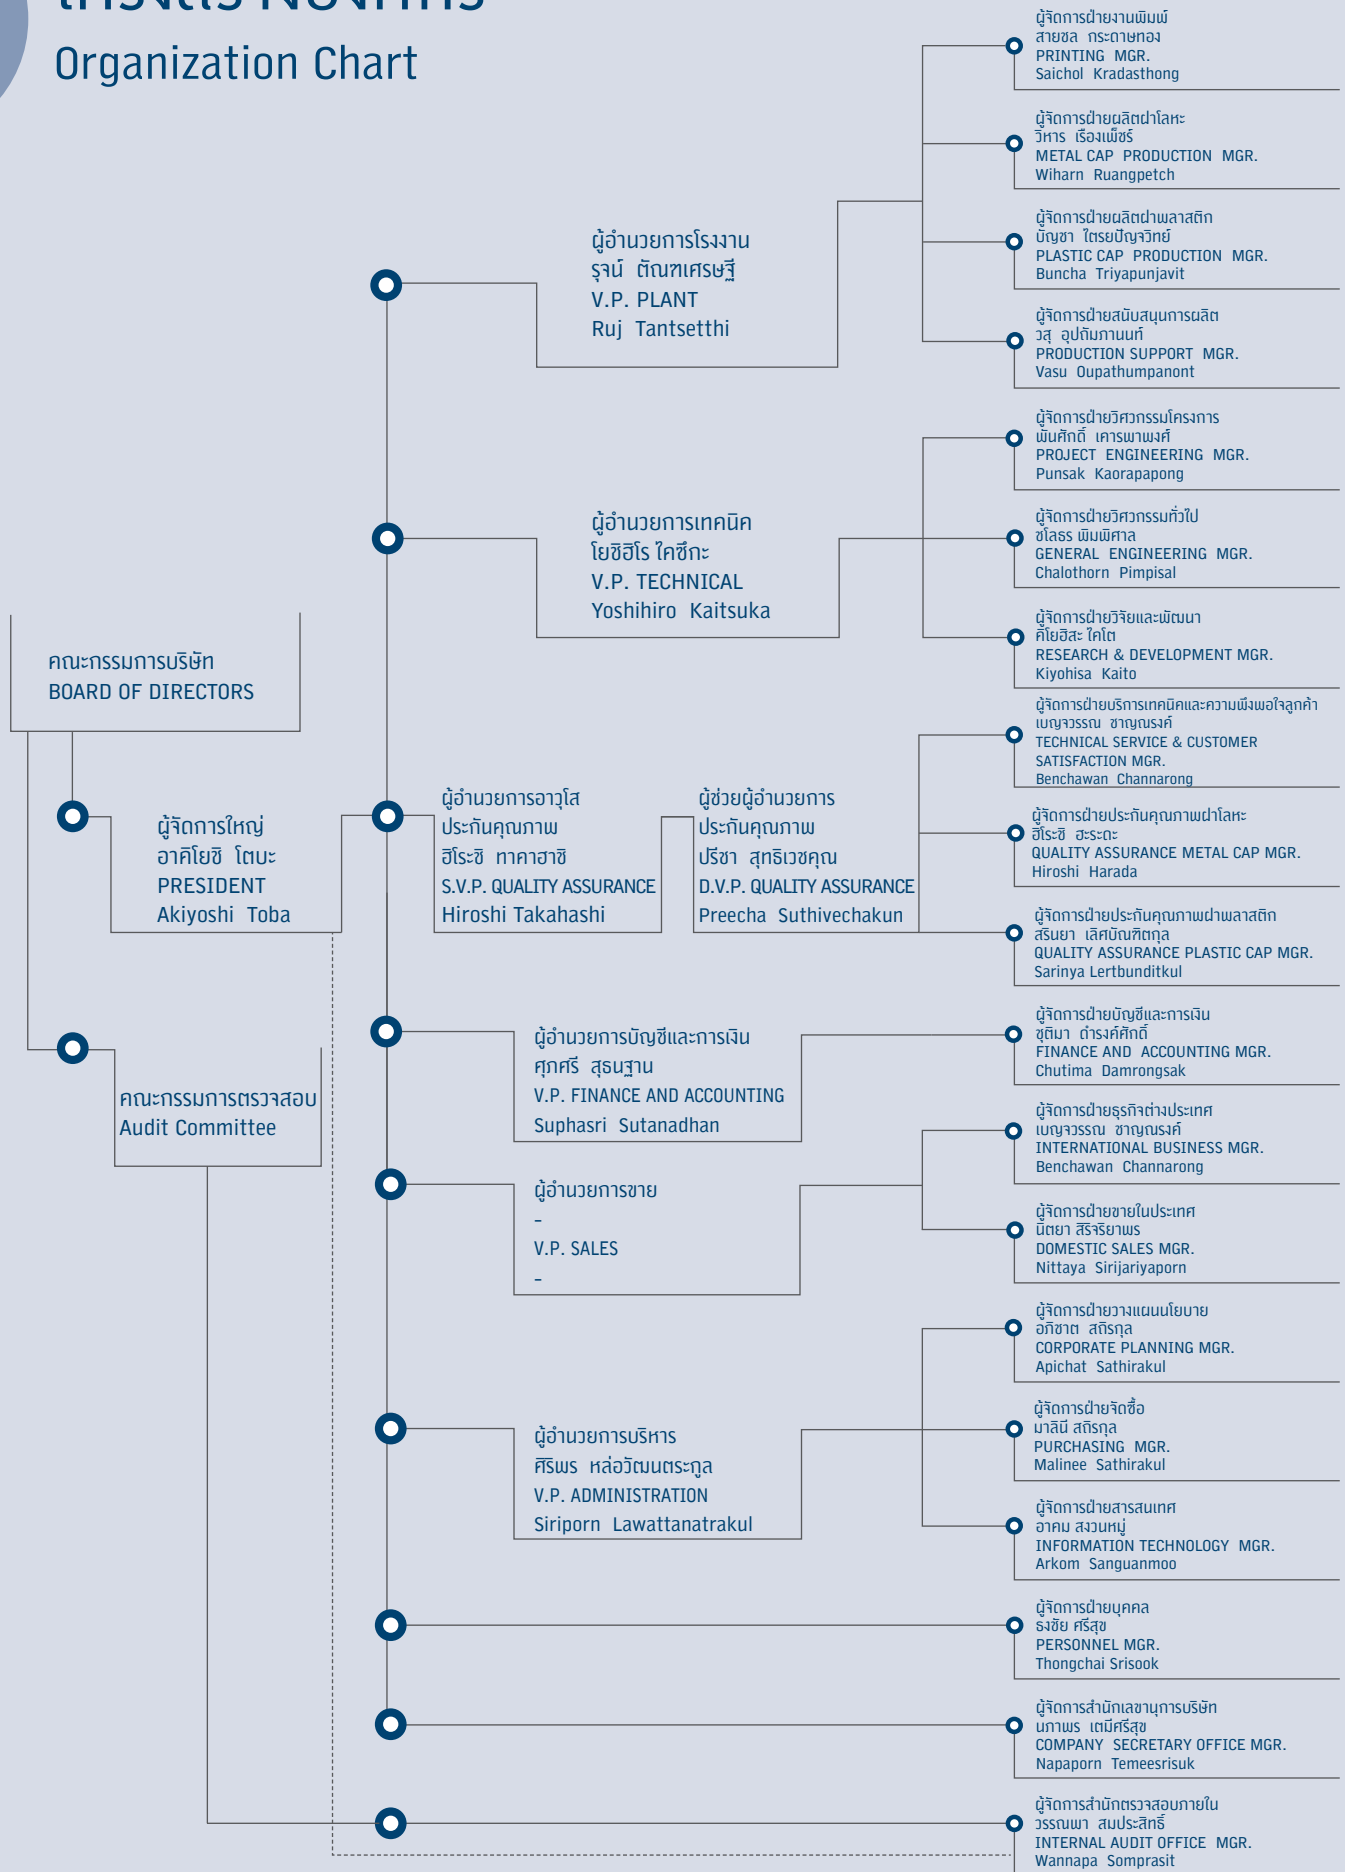 Organization Chart
ผู้จัดการฝ่ายงานพิมพ์
สายชล กระดาษทอง
PRINTING MGR.
Saichol Kradasthong
ผู้จัดการฝ่ายผลิตฝาโลหะ
วิหาร เรืองเพ็ชร์
METAL CAP PRODUCTION MGR.
Wiharn Ruangpetch
ผู้จัดการฝ่ายผลิตฝาพลาสติก
บัญชา ไตรยปัญจวิทย์
PLASTIC CAP PRODUCTION MGR.
Buncha Triyapunjavit
ผู้จัดการฝ่ายสนับสนุนการผลิต
วสุ อุปถัมภานนท์
PRODUCTION SUPPORT MGR.
Vasu Oupathumpanont
ผู้อำนวยการโรงงาน
รุจน์ ตัณฑเศรษฐี
V.P. PLANT
Ruj Tantsetthi
ผู้จัดการฝ่ายวิศวกรรมโครงการ
พันศักดิ์ เคารพาพงศ์
PROJECT ENGINEERING MGR.
Punsak Kaorapapong
ผู้จัดการฝ่ายวิศวกรรมทั่วไป
ชโลธร พิมพิศาล
GENERAL ENGINEERING MGR.
Chalothorn Pimpisal
ผู้จัดการฝ่ายวิจัยและพัฒนา
คิโยฮิสะ ไคโต
RESEARCH & DEVELOPMENT MGR.
Kiyohisa Kaito
ผู้อำนวยการเทคนิค
โยชิฮิโร ไคซึกะ
V.P. TECHNICAL
Yoshihiro Kaitsuka
คณะกรรมการบริษัท
BOARD OF DIRECTORS
ผู้จัดการใหญ่
อาคิโยชิ โตบะ
PRESIDENT
Akiyoshi Toba
ผู้อำนวยการอาวุโส
ประกันคุณภาพ
ฮิโระชิ ทาคาฮาชิ
S.V.P. QUALITY ASSURANCE
Hiroshi Takahashi
ผู้ช่วยผู้อำนวยการ
ประกันคุณภาพ
ปรีชา สุทธิเวชคุณ
D.V.P. QUALITY ASSURANCE
Preecha Suthivechakun
ผู้จัดการฝ่ายบริการเทคนิคและความพึงพอใจลูกค้า
เบญจวรรณ ชาญณรงค์
TECHNICAL SERVICE & CUSTOMER
SATISFACTION MGR.
Benchawan Channarong
ผู้จัดการฝ่ายประกันคุณภาพฝาโลหะ
ฮิโระชิ ฮะระดะ
QUALITY ASSURANCE METAL CAP MGR.
Hiroshi Harada
ผู้จัดการฝ่ายประกันคุณภาพฝาพลาสติก
สรินยา เลิศบัณฑิตกุล
QUALITY ASSURANCE PLASTIC CAP MGR.
Sarinya Lertbunditkul
คณะกรรมการตรวจสอบ
Audit Committee
ผู้อำนวยการบัญชีและการเงิน
ศุภศรี สุธนฐาน
V.P. FINANCE AND ACCOUNTING
Suphasri Sutanadhan
ผู้จัดการฝ่ายบัญชีและการเงิน
ชุติมา ดำรงค์ศักดิ์
FINANCE AND ACCOUNTING MGR.
Chutima Damrongsak
ผู้อำนวยการขาย
-
V.P. SALES
-
ผู้จัดการฝ่ายธุรกิจต่างประเทศ
เบญจวรรณ ชาญณรงค์
INTERNATIONAL BUSINESS MGR.
Benchawan Channarong
ผู้จัดการฝ่ายขายในประเทศ
นิตยา สิริจริยาพร
DOMESTIC SALES MGR.
Nittaya Sirijariyaporn
ผู้อำนวยการบริหาร
ศิริพร หล่อวัฒนตระกูล
V.P. ADMINISTRATION
Siriporn Lawattanatrakul
ผู้จัดการฝ่ายวางแผนนโยบาย
อภิชาต สถิรกุล
CORPORATE PLANNING MGR.
Apichat Sathirakul
ผู้จัดการฝ่ายจัดซื้อ
มาลินี สถิรกุล
PURCHASING MGR.
Malinee Sathirakul
ผู้จัดการฝ่ายสารสนเทศ
อาคม สงวนหมู่
INFORMATION TECHNOLOGY MGR.
Arkom Sanguanmoo
ผู้จัดการฝ่ายบุคคล
ธงชัย ศรีสุข
PERSONNEL MGR.
Thongchai Srisook
ผู้จัดการสำนักเลขานุการบริษัท
นภาพร เตมีศรีสุข
COMPANY SECRETARY OFFICE MGR.
Napaporn Temeesrisuk
ผู้จัดการสำนักตรวจสอบภายใน
วรรณพา สมประสิทธิ์
INTERNAL AUDIT OFFICE MGR.
Wannapa Somprasit